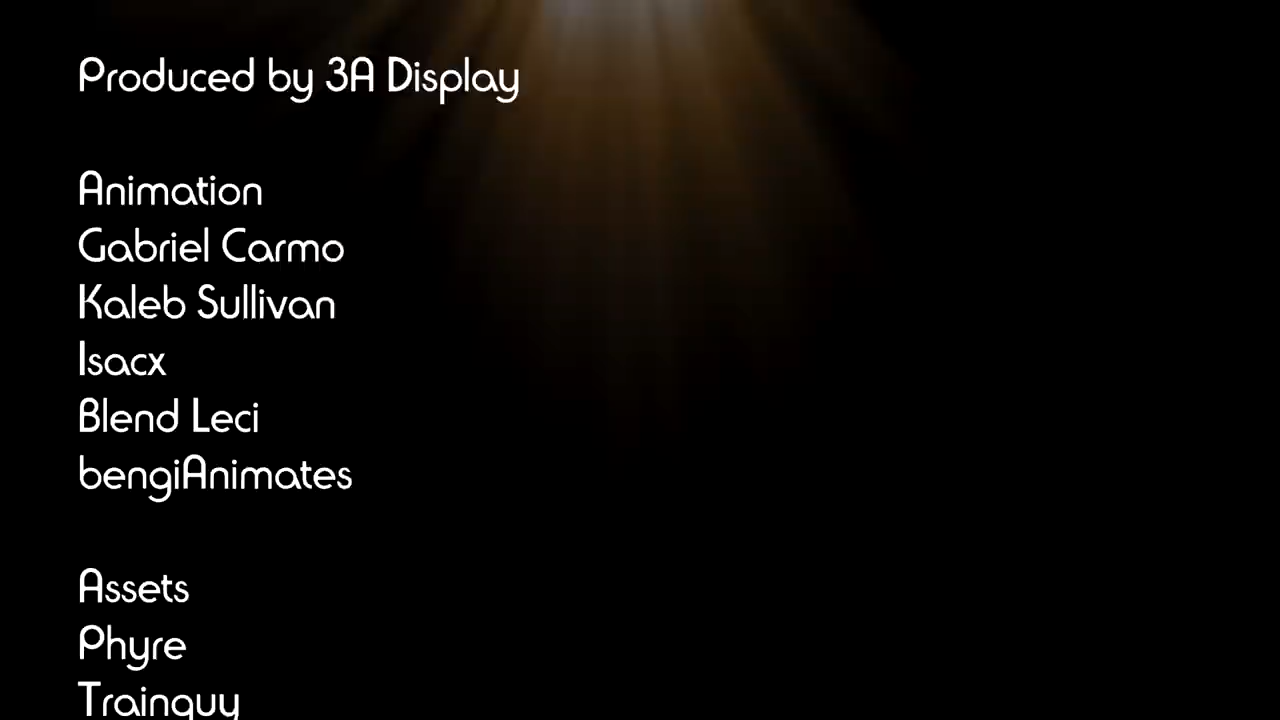 Produced by 3A Display
Animation
Gabriel Carmo
Kaleb Sullivan
Isacx
Blend Leci
bengiAnimates
Assets
Phyre
Trainguy